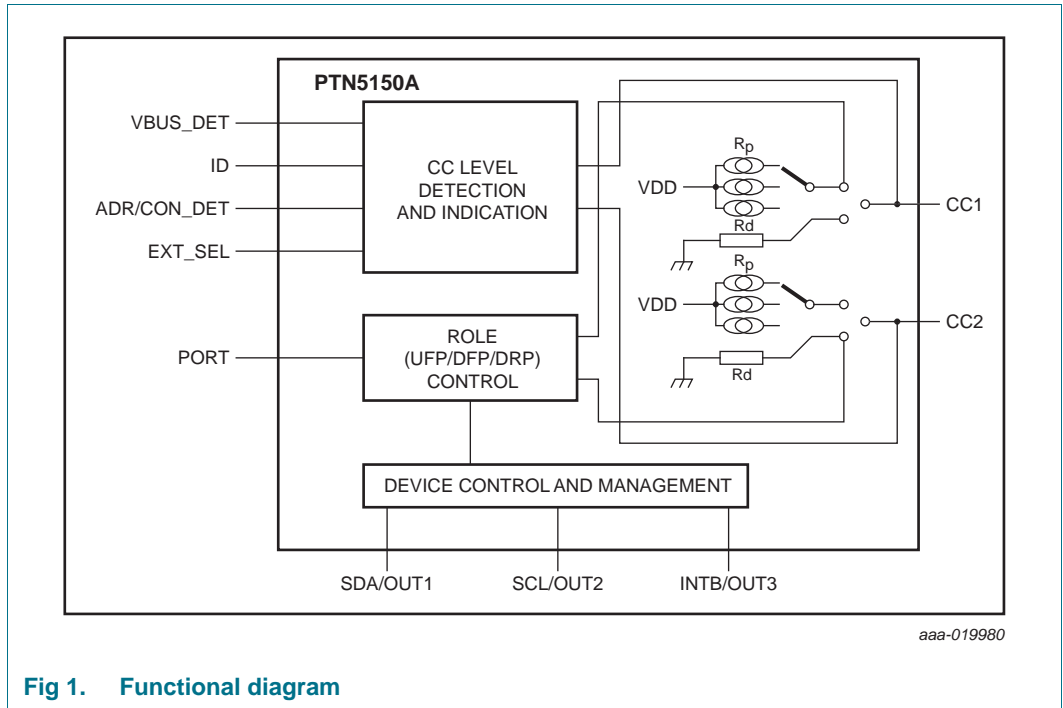 PTN5150A
VBUS_DET
ID
ADR/CON_DET
EXT_SEL
CC LEVEL
DETECTION
AND INDICATION
Rp
VDD
Rd
CC1
Rp
VDD
Rd
CC2
PORT
ROLE
(UFP/DFP/DRP)
CONTROL
DEVICE CONTROL AND MANAGEMENT
SDA/OUT1 SCL/OUT2 INTB/OUT3
aaa-019980
Fig 1. Functional diagram